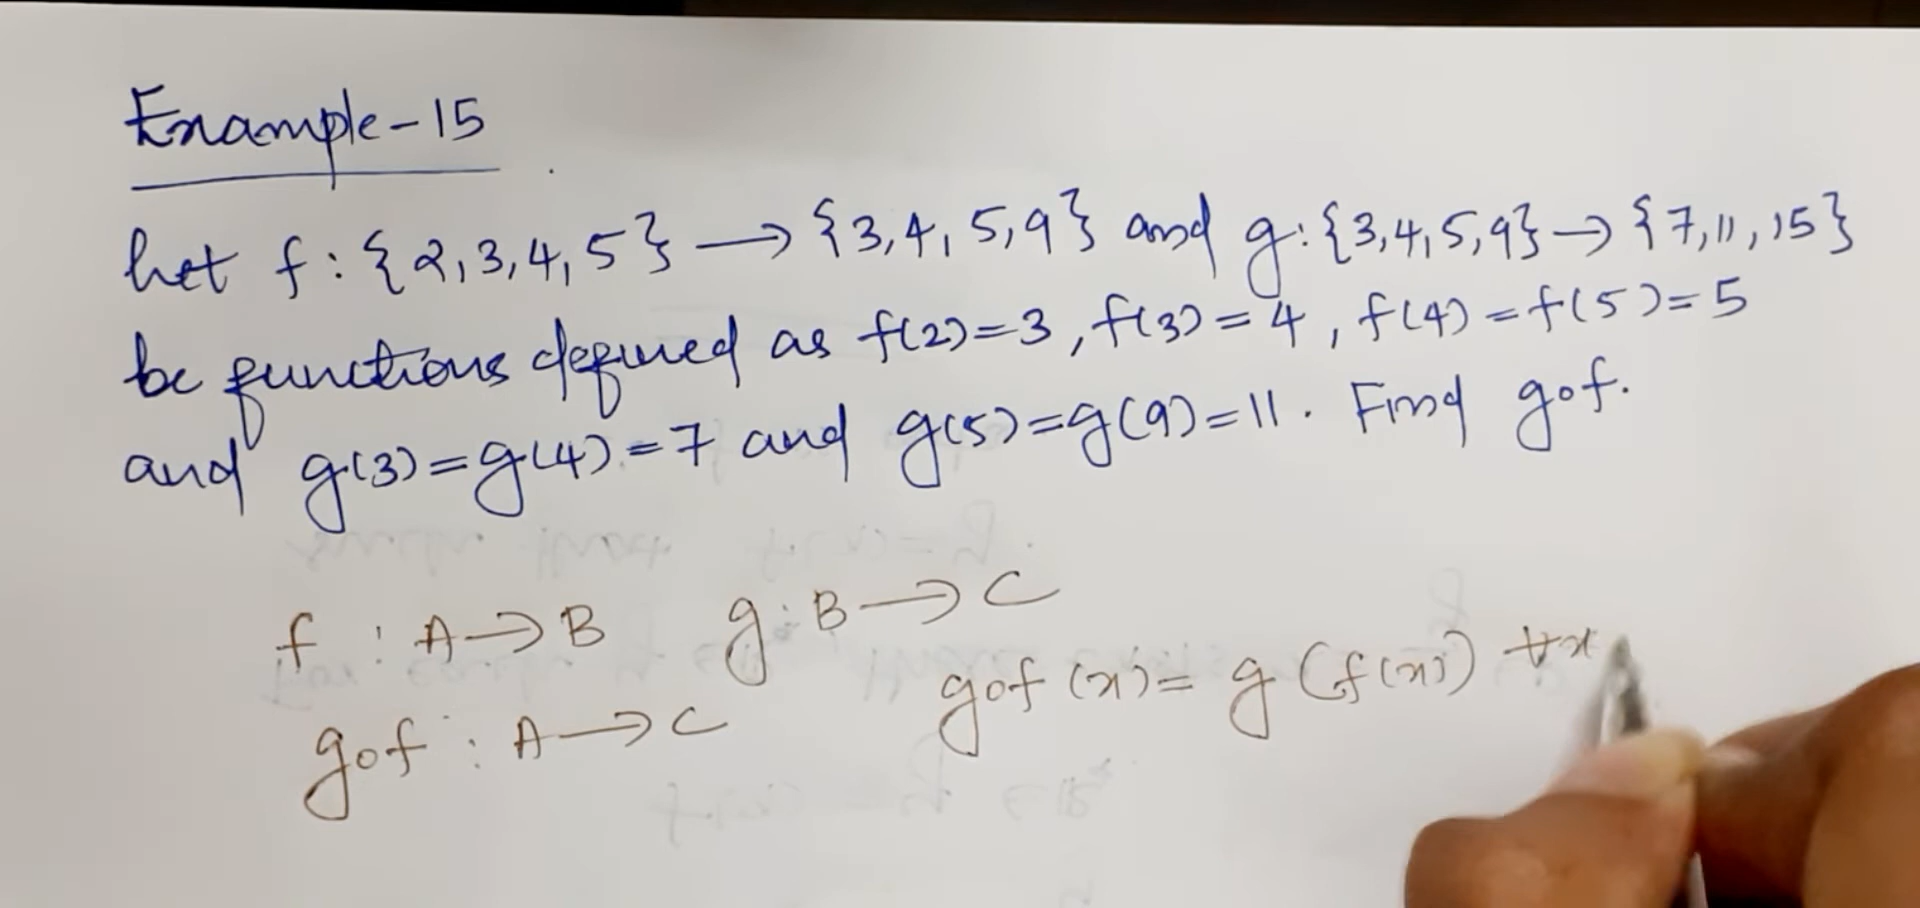 Example-15
Let f : {2,3,4,5} → {3,4,5,9} and g:{3,4,5,9} → {7,11,15}
be functions defined as f(2)=3, f(3)=4, f(4)=f(5)=5
and g(3)=g(4)=7 and g(5)=g(9)=11. Find gof.
f : A→B g:B→C
gof : A→C gof(x)= g(f(x)) ∀x